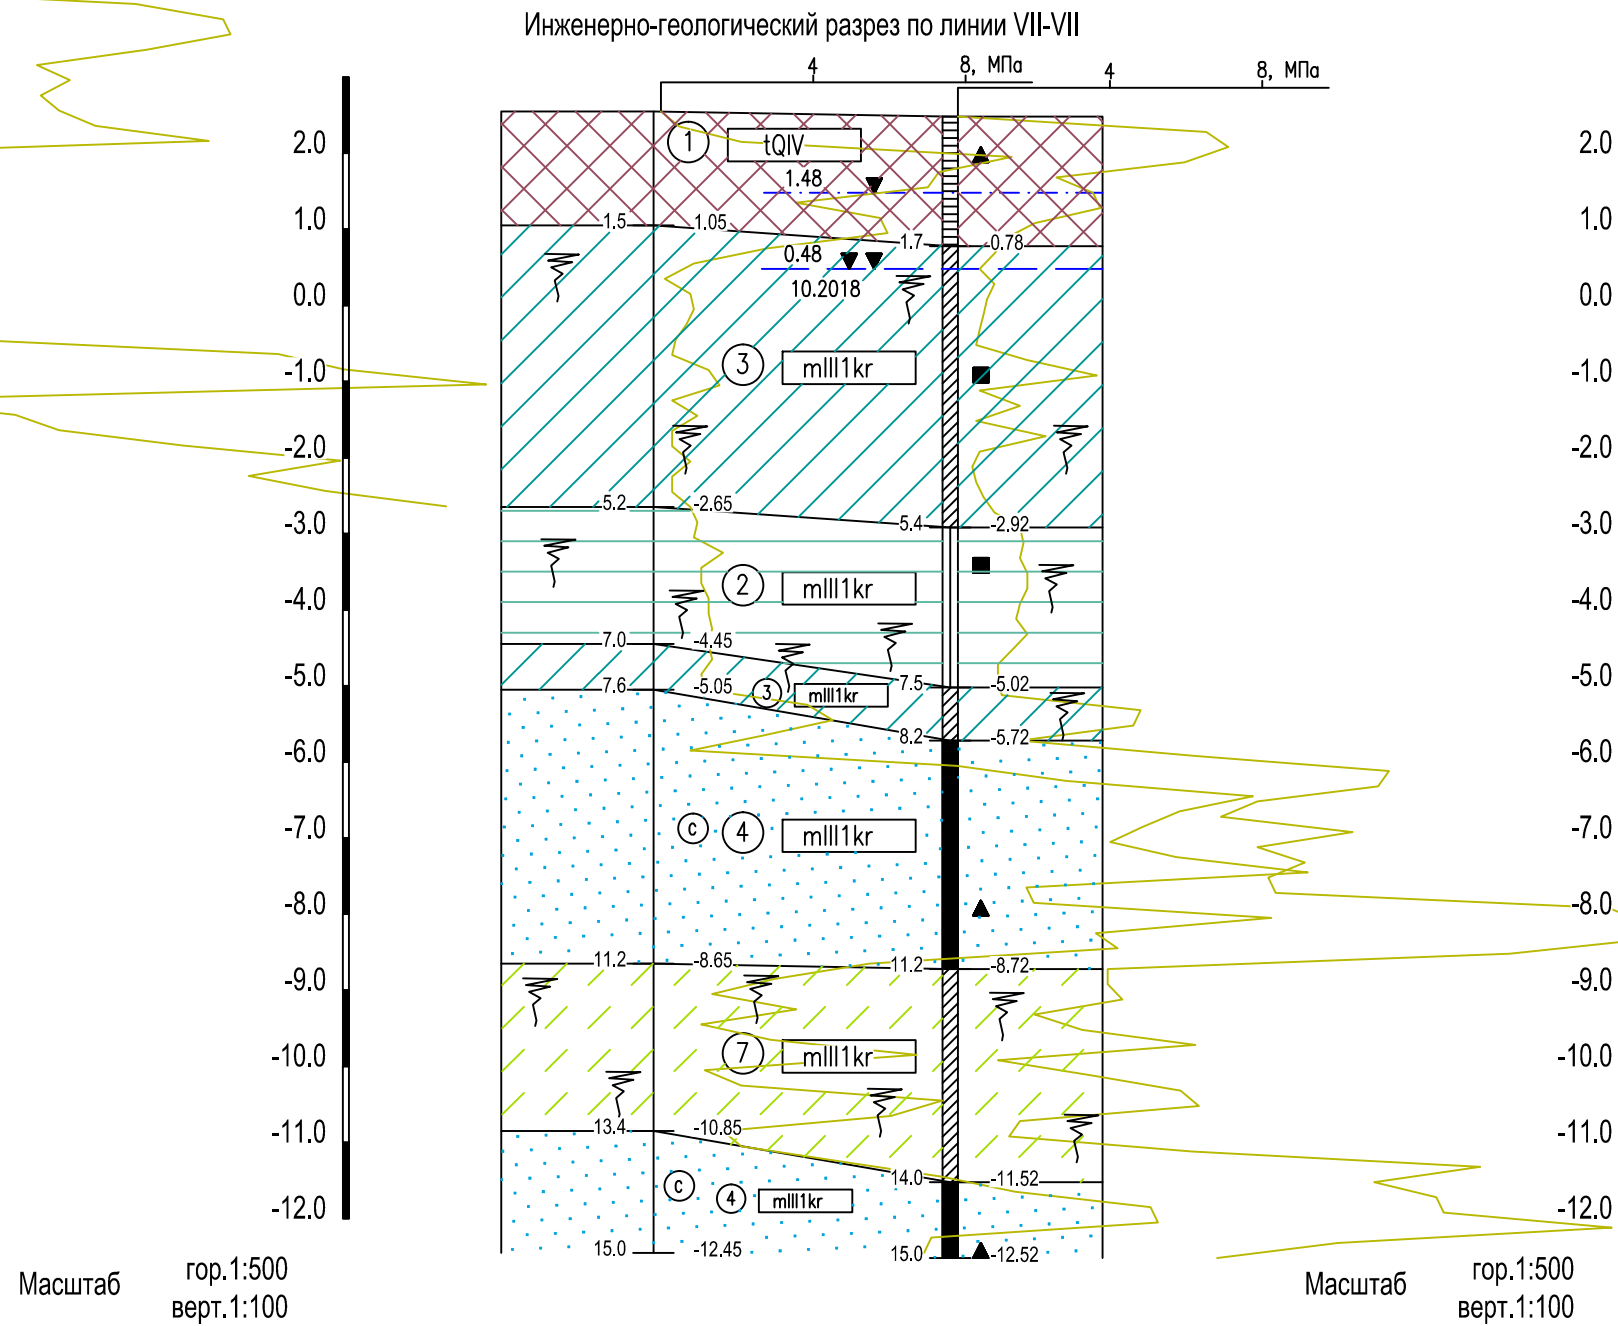 Инженерно-геологический разрез по линии VII-VII
4 8, МПа 4 8, МПа
2.0 1 tQIV 2.0
1.48
1.0 1.5 1.05 1.7 0.78 1.0
0.48
0.0 10.2018 0.0
-1.0 3 mIII1kr -1.0
-2.0 -2.0
5.2 -2.65 5.4 -2.92
-3.0 -3.0
2 mIII1kr
-4.0 -4.0
7.0 -4.45
-5.0 7.6 -5.05 3 mIII1kr 7.5 -5.02 -5.0
8.2 -5.72
-6.0 -6.0
-7.0 c 4 mIII1kr -7.0
-8.0 -8.0
11.2 -8.65 11.2 -8.72
-9.0 -9.0
-10.0 7 mIII1kr -10.0
-11.0 13.4 -10.85 -11.0
14.0 -11.52
c 4 mIII1kr
-12.0 -12.0
15.0 -12.45 15.0 -12.52
Масштаб гор.1:500 Масштаб гор.1:500
верт.1:100 верт.1:100